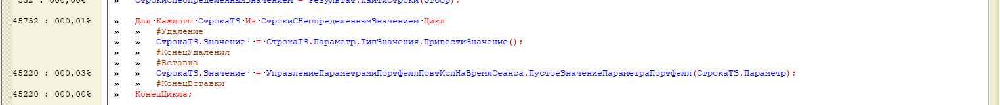 532 : 000,00% » СтрокиСНеопределеннымЗначением = Результат.НайтиСтроки(Отбор);
45752 : 000,01% » Для·Каждого·СтрокаТЗ·Из·СтрокиСНеопределеннымЗначением·Цикл
» » #Удаление
» » СтрокаТЗ.Значение··=·СтрокаТЗ.Параметр.ТипЗначения.ПривестиЗначение();
» » #КонецУдаления
» » #Вставка
45220 : 000,03% » » СтрокаТЗ.Значение··=·УправлениеПараметрамиПортфеляПовтИспНаВремяСеанса.ПустоеЗначениеПараметраПортфеля(СтрокаТЗ.Параметр);
» » #КонецВставки
45220 : 000,00% » КонецЦикла;